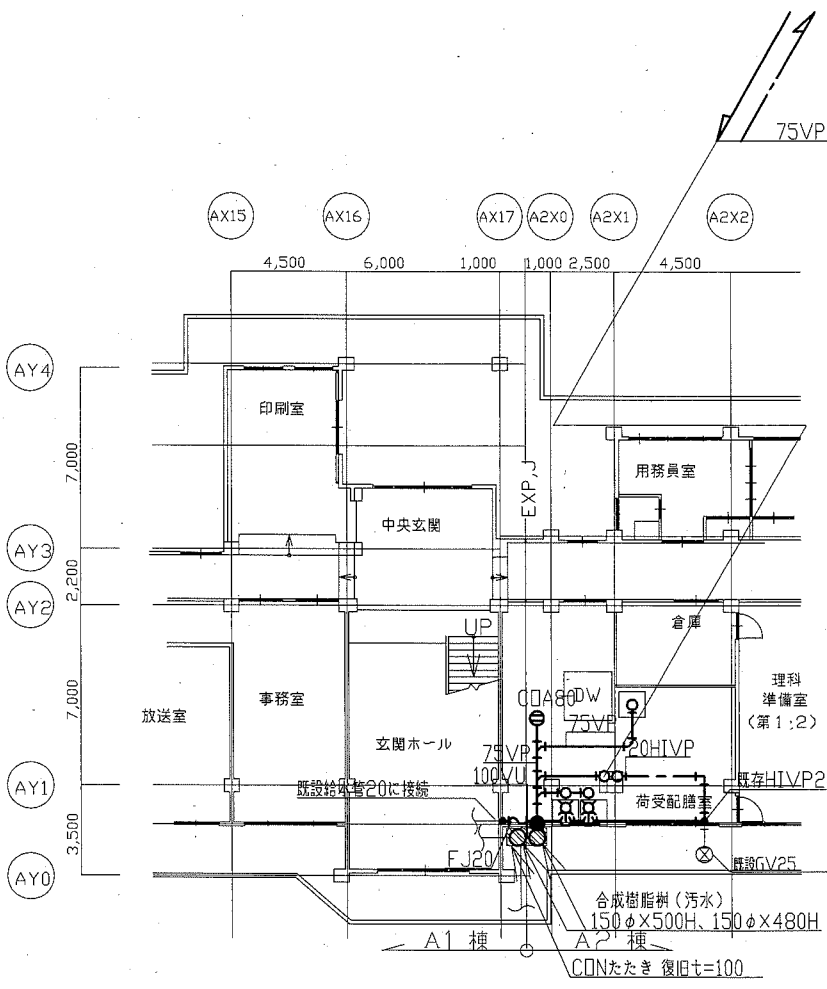 75VP
AX15 AX16 AX17 A2X0 A2X1 A2X2
4,500 6,000 1,000 1,000 2,500 4,500
AY4
印刷室
7,000
用務員室
EXP,J
中央玄関
AY3
2,200
AY2
倉庫
UP
理科
準備室
(第1,2)
7,000
事務室
放送室
COA80 DW
75VP
玄関ホール
75VP
20HIVP
100VU
AY1
既設給水管20に接続
既存HIVP2
荷受配膳室
3,500
FJ20
既設GV25
AY0
合成樹脂桝(汚水)
150φX500H、150φX480H
A1 棟 A2 棟
CONたたき 復旧t=100